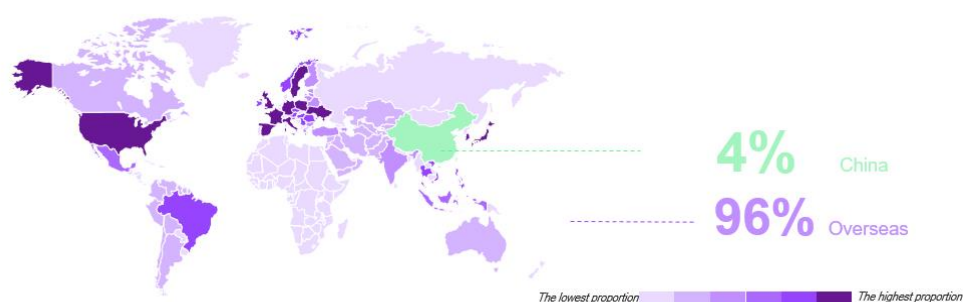 4% China
96% Overseas
The lowest proportion The highest proportion